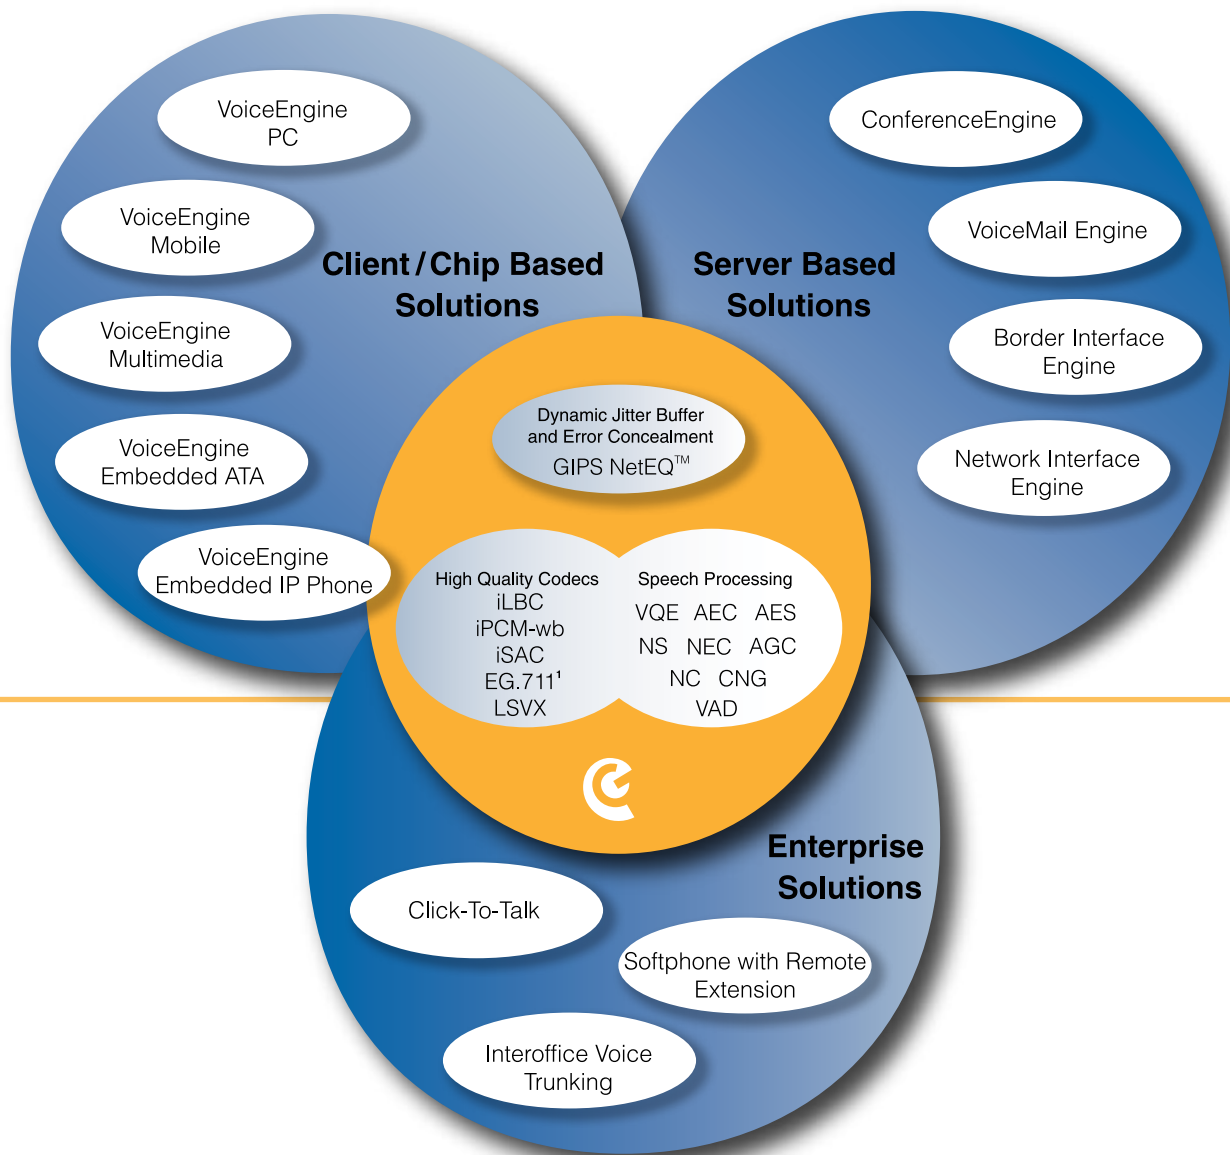 VoiceEngine
PC
VoiceEngine
Mobile
VoiceEngine
Multimedia
VoiceEngine
Embedded ATA
VoiceEngine
Embedded IP Phone
Client / Chip Based
Solutions
Server Based
Solutions
ConferenceEngine
VoiceMail Engine
Border Interface
Engine
Network Interface
Engine
Dynamic Jitter Buffer
and Error Concealment
GIPS NetEQ™
High Quality Codecs
iLBC
iPCM-wb
iSAC
EG.711¹
LSVX
Speech Processing
VQE AEC AES
NS NEC AGC
NC CNG
VAD
Enterprise
Solutions
Click-To-Talk
Softphone with Remote
Extension
Interoffice Voice
Trunking